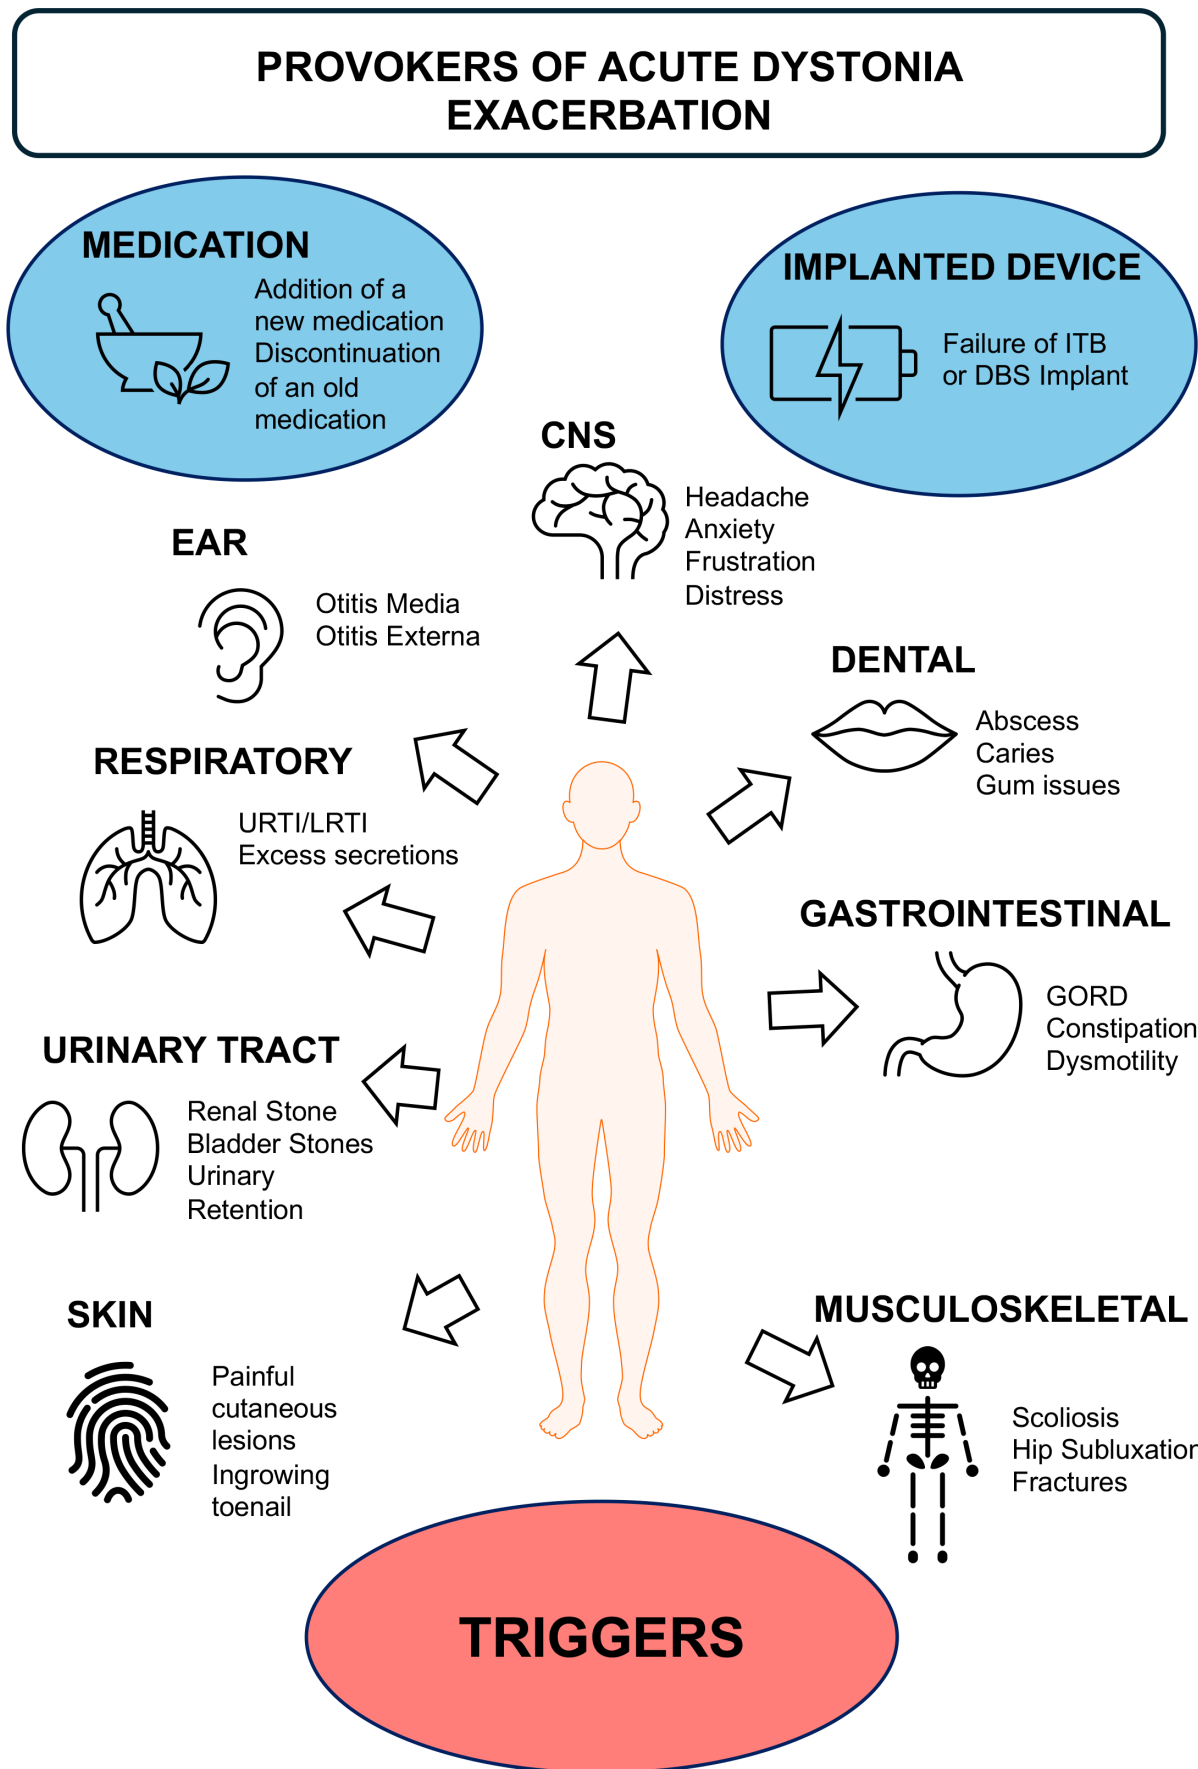 PROVOKERS OF ACUTE DYSTONIA
EXACERBATION
MEDICATION
Addition of a
new medication
Discontinuation
of an old
medication
IMPLANTED DEVICE
Failure of ITB
or DBS Implant
CNS
Headache
Anxiety
Frustration
Distress
EAR
Otitis Media
Otitis Externa
DENTAL
Abscess
Caries
Gum issues
RESPIRATORY
URTI/LRTI
Excess secretions
GASTROINTESTINAL
GORD
Constipation
Dysmotility
URINARY TRACT
Renal Stone
Bladder Stones
Urinary
Retention
SKIN
Painful
cutaneous
lesions
Ingrowing
toenail
MUSCULOSKELETAL
Scoliosis
Hip Subluxation
Fractures
TRIGGERS